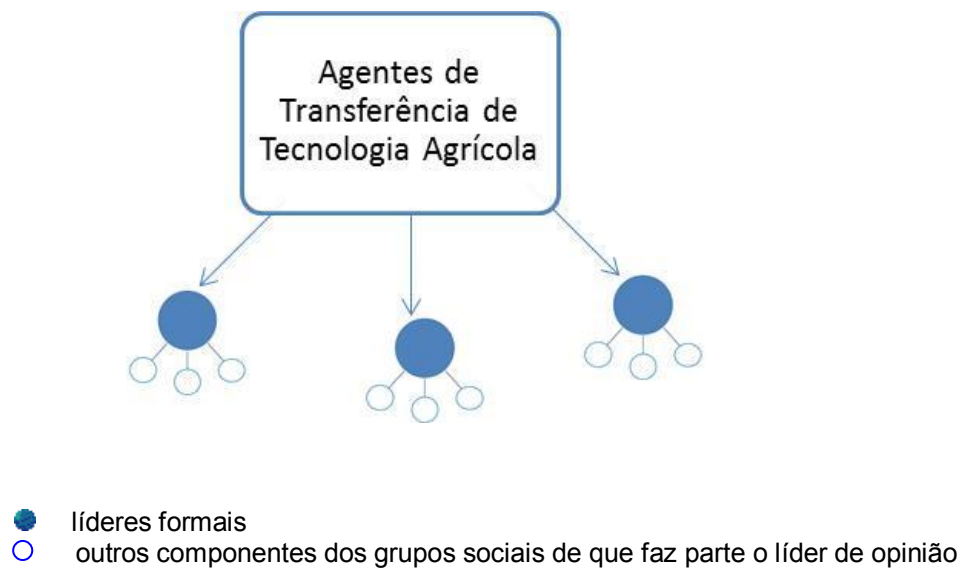 Agentes de
Transferência de
Tecnologia Agrícola
líderes formais
outros componentes dos grupos sociais de que faz parte o líder de opinião